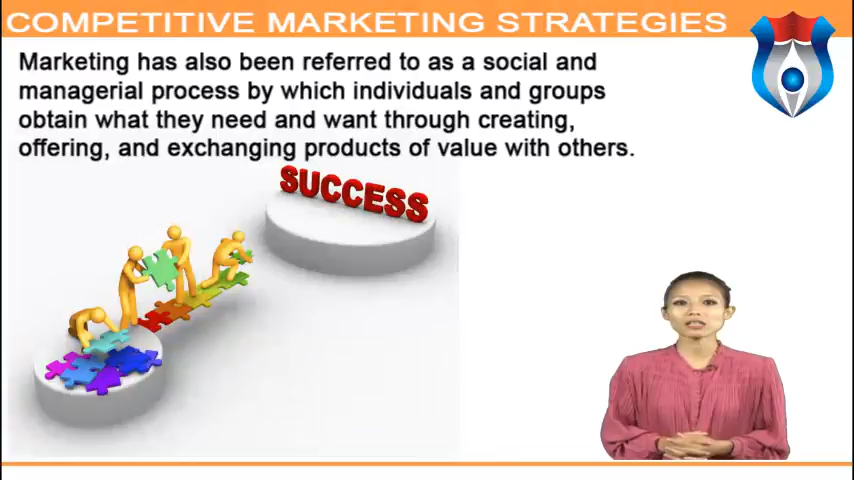 COMPETITIVE MARKETING STRATEGIES
Marketing has also been referred to as a social and
managerial process by which individuals and groups
obtain what they need and want through creating,
offering, and exchanging products of value with others.
SUCCESS